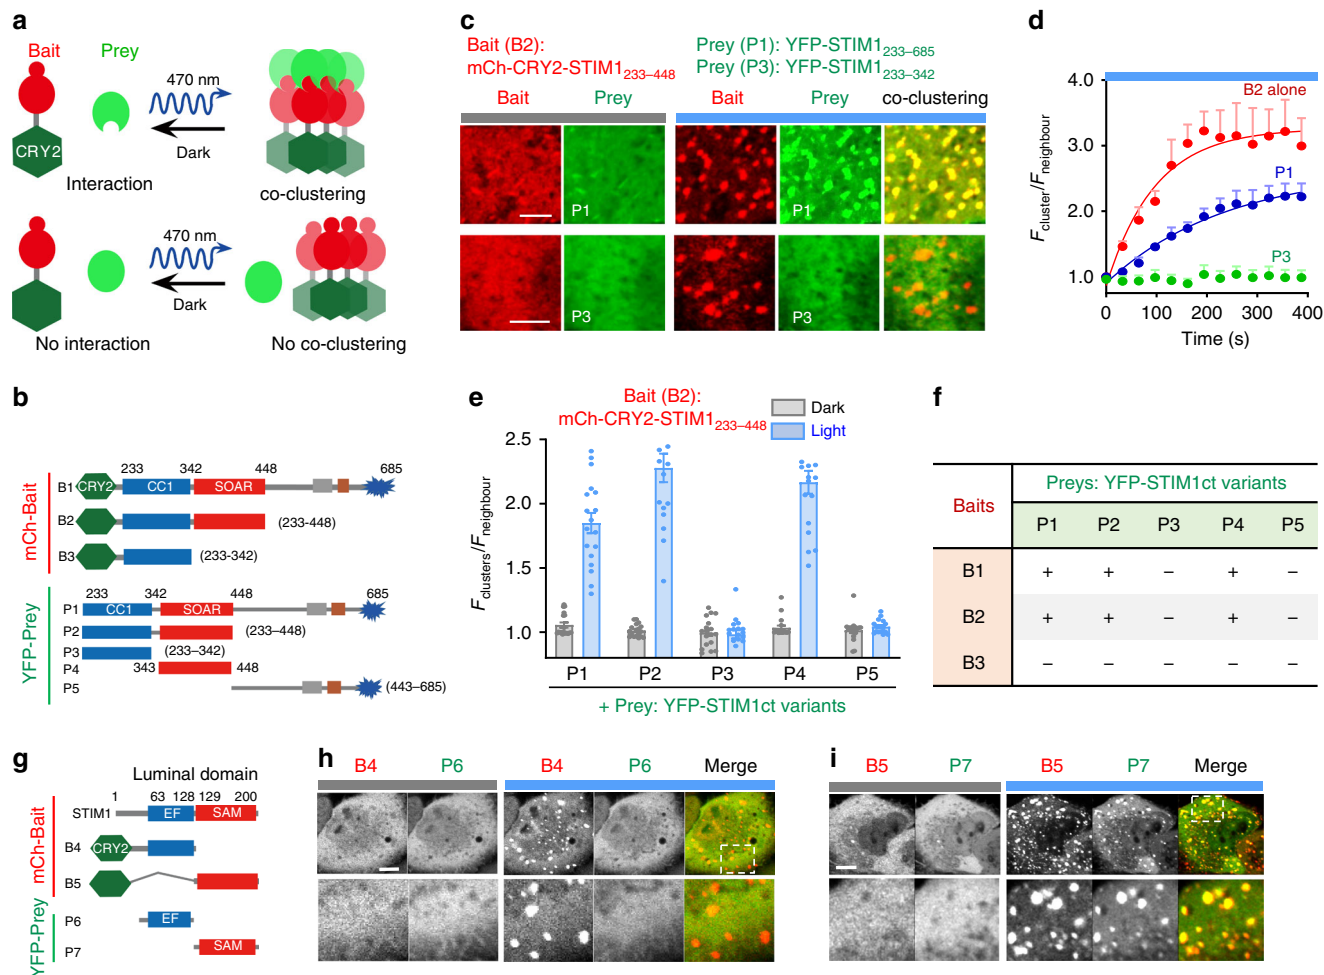 a
Bait Prey
470 nm
CRY2
Dark
Interaction
co-clustering
470 nm
Dark
No interaction
No co-clustering
b
mCh-Bait
233 342 448 685
B1 CRY2 CC1 SOAR
B2 (233-448)
B3 (233-342)
YFP-Prey
233 342 448 685
P1 CC1 SOAR
P2 (233–448)
P3 (233–342)
P4 343 448
P5 (443–685)
c
Bait (B2):
mCh-CRY2-STIM1233–448
Prey (P1): YFP-STIM1233–685
Prey (P3): YFP-STIM1233–342
Bait Prey Bait Prey co-clustering
P1 P1
P3 P3
d
Fcluster/Fneighbour
4.0
3.0
2.0
1.0
B2 alone
P1
P3
0 100 200 300 400
Time (s)
e
Bait (B2):
mCh-CRY2-STIM1233–448
Dark
Light
Fclusters/Fneighbour
2.5
2.0
1.5
1.0
P1 P2 P3 P4 P5
+ Prey: YFP-STIM1ct variants
f
Baits
Preys: YFP-STIM1ct variants
P1 P2 P3 P4 P5
B1 + + – + –
B2 + + – + –
B3 – – – – –
g
Luminal domain
mCh-Bait
1 63 128 129 200
STIM1 EF SAM
B4 CRY2
B5
YFP-Prey
P6 EF
P7 SAM
h
B4 P6 B4 P6 Merge
i
B5 P7 B5 P7 Merge